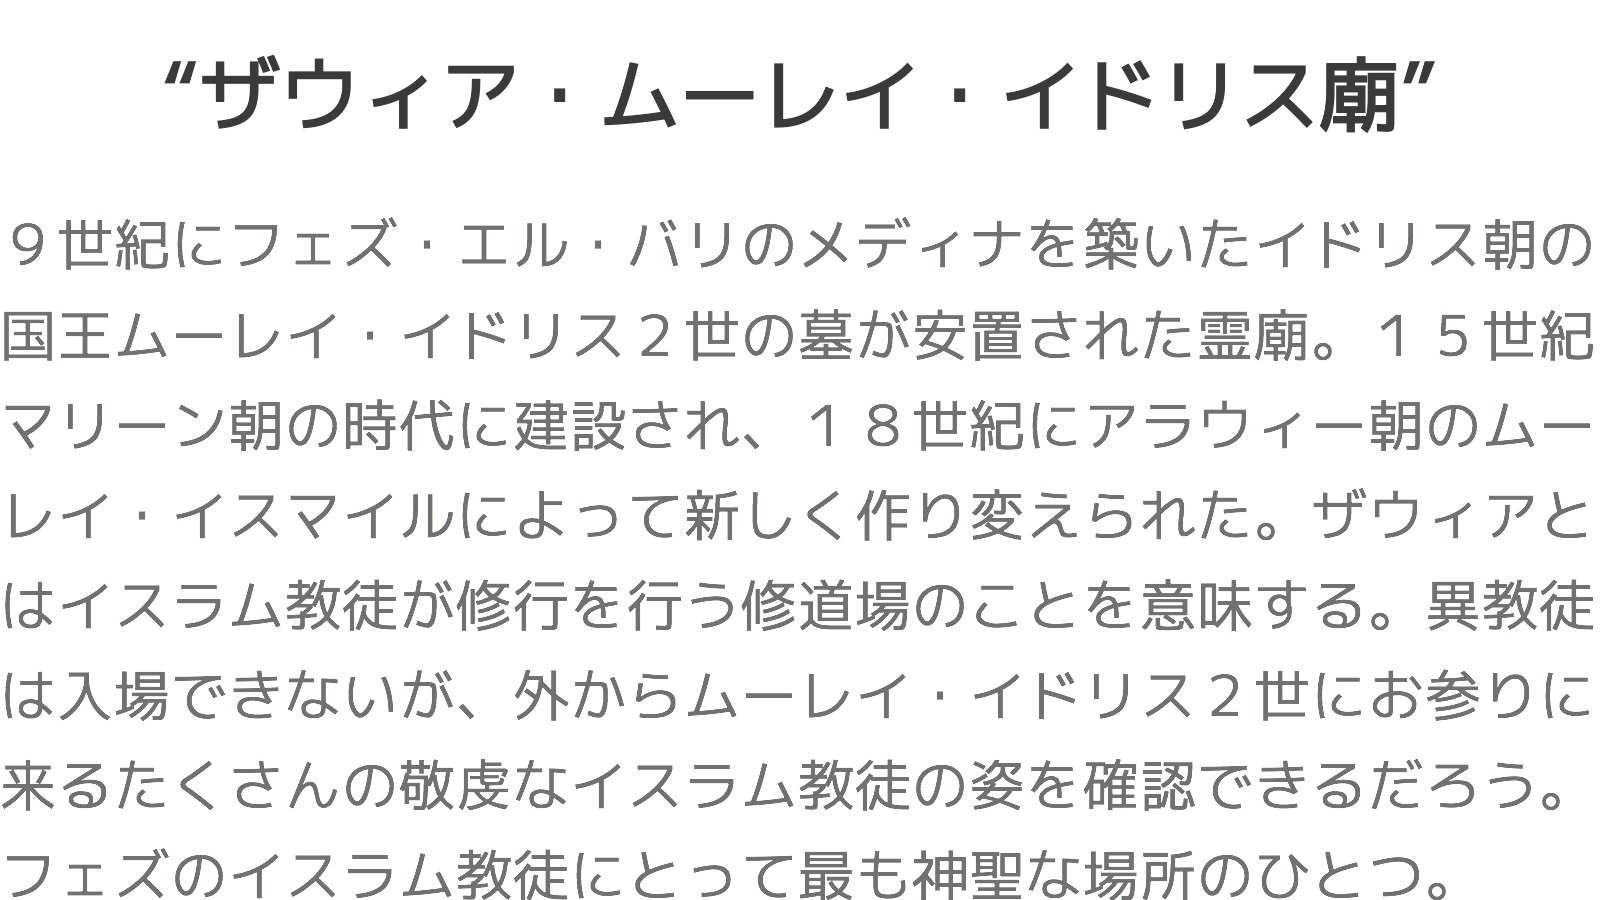 “ザウィア・ムーレイ・イドリス廟”
９世紀にフェズ・エル・バリのメディナを築いたイドリス朝の
国王ムーレイ・イドリス２世の墓が安置された霊廟。１５世紀
マリーン朝の時代に建設され、１８世紀にアラウィー朝のムー
レイ・イスマイルによって新しく作り変えられた。ザウィアと
はイスラム教徒が修行を行う修道場のことを意味する。異教徒
は入場できないが、外からムーレイ・イドリス２世にお参りに
来るたくさんの敬虔なイスラム教徒の姿を確認できるだろう。
フェズのイスラム教徒にとって最も神聖な場所のひとつ。